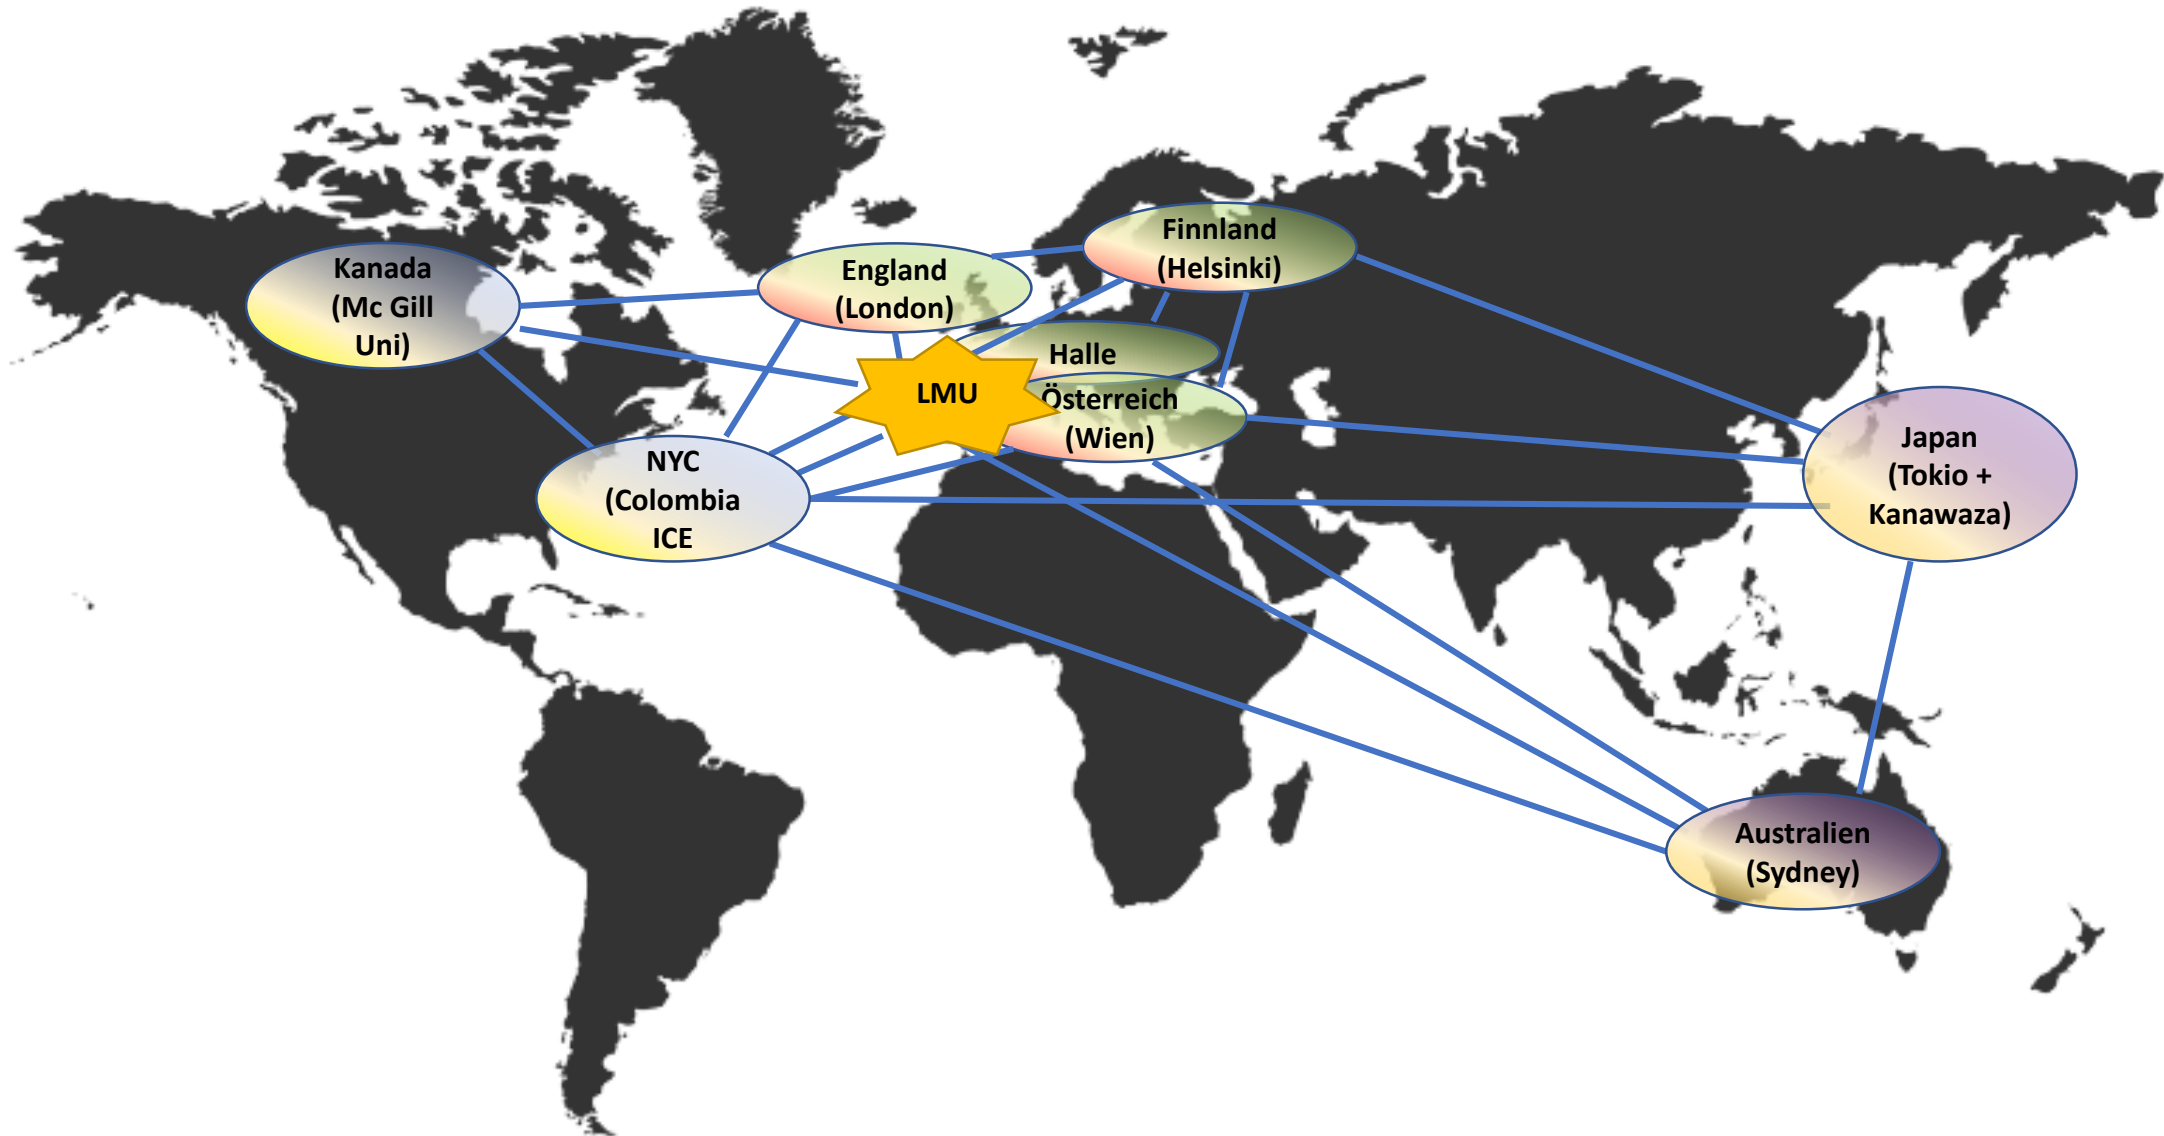 Finnland
(Helsinki)
Kanada
(Mc Gill
Uni)
England
(London)
Halle
LMU
Österreich
(Wien)
NYC
(Colombia
ICE
Japan
(Tokio +
Kanawaza)
Australien
(Sydney)